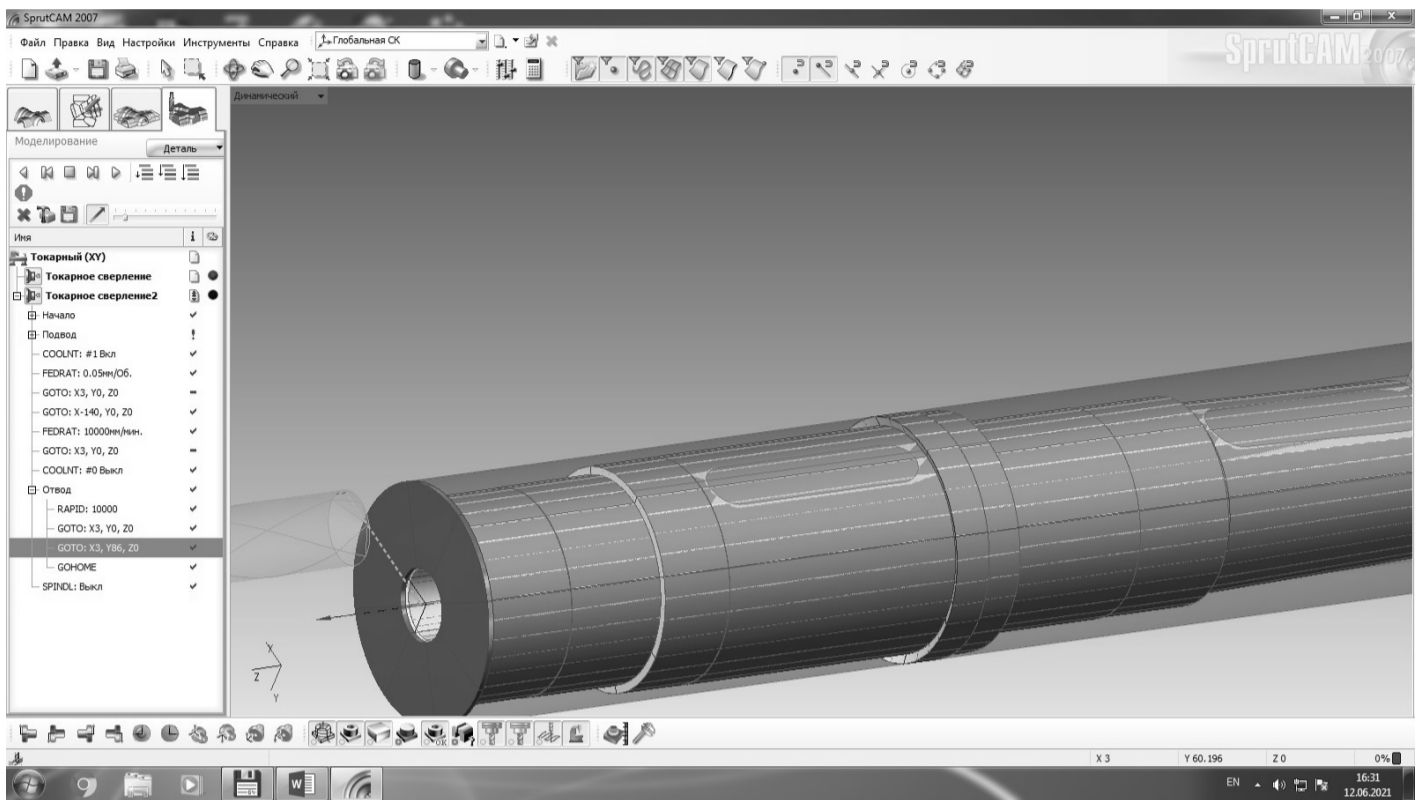 SprutCAM 2007
Файл Правка Вид Настройки Инструменты Справка Глобальная СК
SprutCAM 2007
Динамический
Моделирование
Деталь
Имя
Токарный (XY)
Токарное сверление
Токарное сверление2
Начало
Подвод
COOLNT: #1 Вкл
FEDRAT: 0.05мм/Об.
GOTO: X3, Y0, Z0
GOTO: X-140, Y0, Z0
FEDRAT: 10000мм/мин.
GOTO: X3, Y0, Z0
COOLNT: #0 Выкл
Отвод
RAPID: 10000
GOTO: X3, Y0, Z0
GOTO: X3, Y86, Z0
GOHOME
SPINDL: Выкл
X
Z
Y
X 3 Y 60.196 Z 0 0%
EN 16:31
12.06.2021